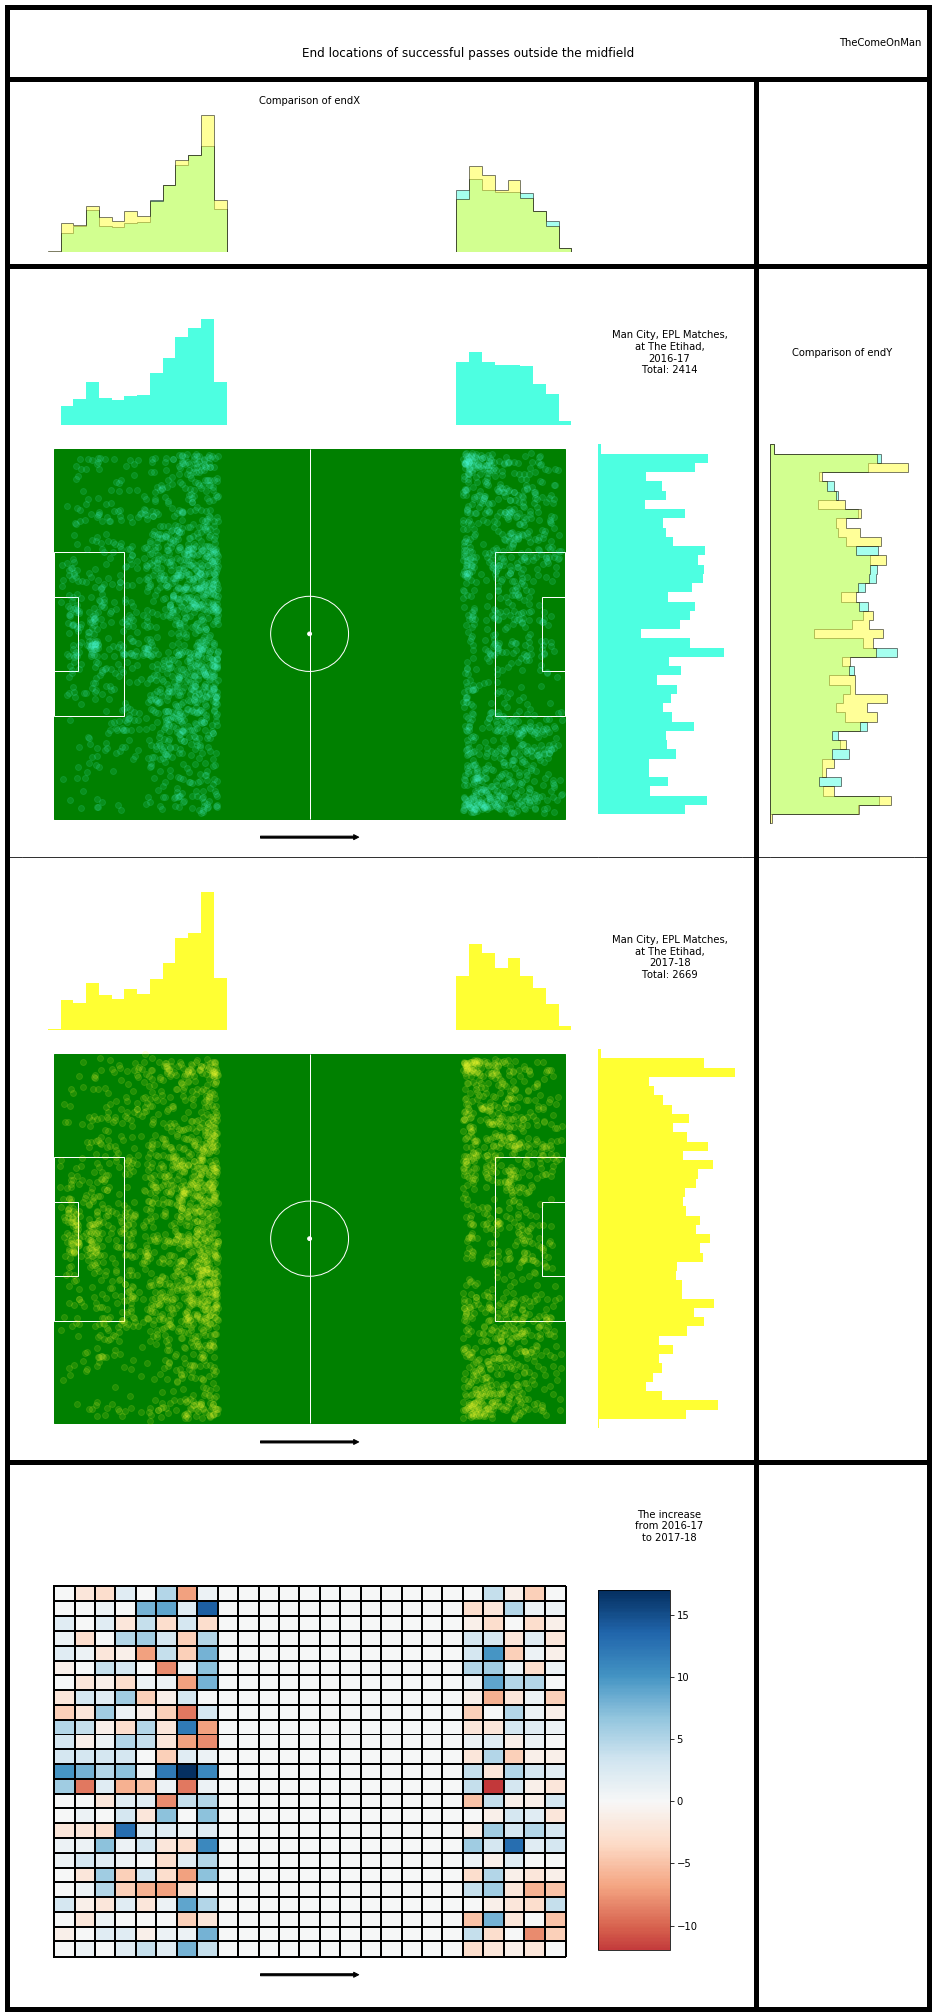 TheComeOnMan
End locations of successful passes outside the midfield
Comparison of endX
Man City, EPL Matches,
at The Etihad,
2016-17
Total: 2414
Comparison of endY
Man City, EPL Matches,
at The Etihad,
2017-18
Total: 2669
The increase
from 2016-17
to 2017-18
15
10
5
0
−5
−10